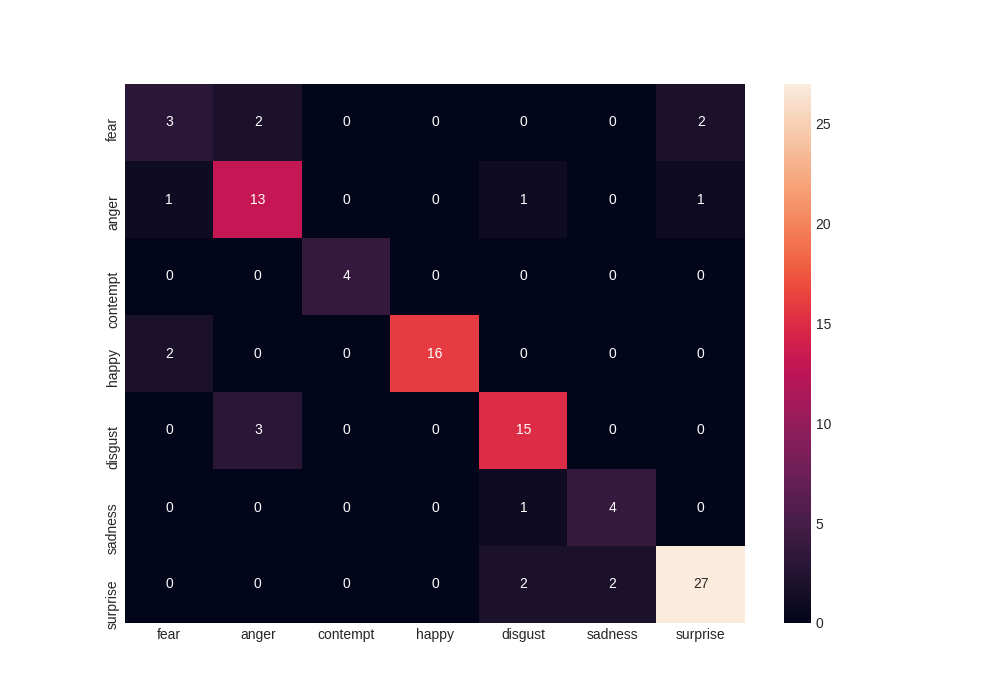 fear 3 2 0 0 0 0 2
anger 1 13 0 0 1 0 1
contempt 0 0 4 0 0 0 0
happy 2 0 0 16 0 0 0
disgust 0 3 0 0 15 0 0
sadness 0 0 0 0 1 4 0
surprise 0 0 0 0 2 2 27
fear anger contempt happy disgust sadness surprise
25
20
15
10
5
0